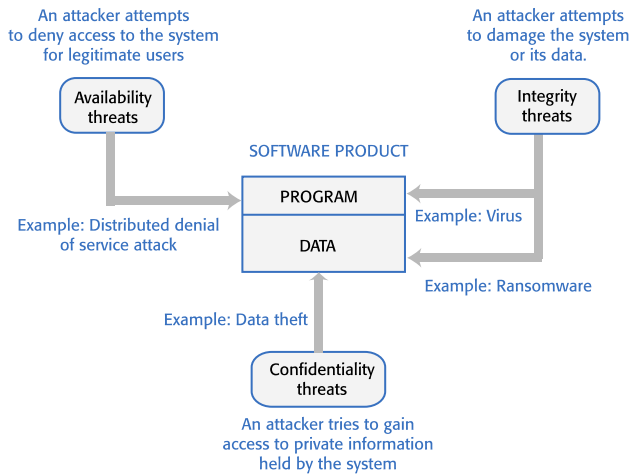 An attacker attempts
to deny access to the system
for legitimate users
An attacker attempts
to damage the system
or its data.
Availability
threats
Integrity
threats
SOFTWARE PRODUCT
PROGRAM
DATA
Example: Distributed denial
of service attack
Example: Virus
Example: Ransomware
Example: Data theft
Confidentiality
threats
An attacker tries to gain
access to private information
held by the system